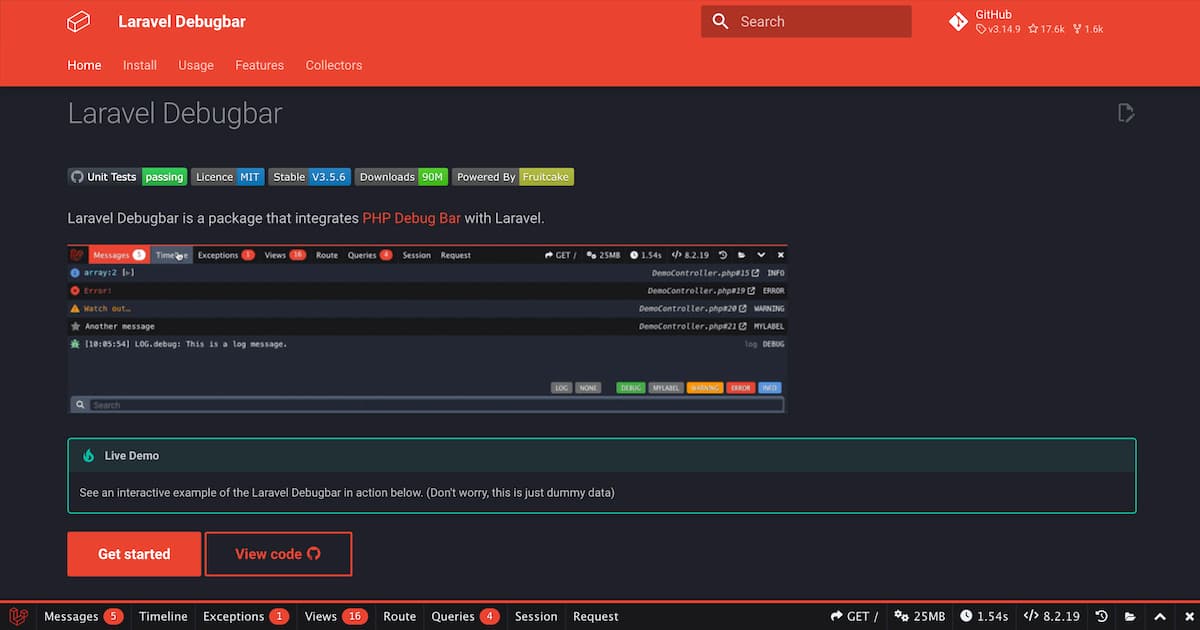 Laravel Debugbar
Search
GitHub
v3.14.9 17.6k 1.6k
Home Install Usage Features Collectors
Laravel Debugbar
Unit Tests passing Licence MIT Stable V3.5.6 Downloads 90M Powered By Fruitcake
Laravel Debugbar is a package that integrates PHP Debug Bar with Laravel.
Messages 5 Timeline Exceptions 1 Views 16 Route Queries 4 Session Request GET / 25MB 1.54s 8.2.19
array:2 [▶] DemoController.php#15 INFO
Error! DemoController.php#19 ERROR
Watch out… DemoController.php#20 WARNING
Another message DemoController.php#21 MYLABEL
[10:05:54] LOG.debug: This is a log message. log DEBUG
LOG NONE DEBUG MYLABEL WARNING ERROR INFO
Search
Live Demo
See an interactive example of the Laravel Debugbar in action below. (Don't worry, this is just dummy data)
Get started View code
Messages 5 Timeline Exceptions 1 Views 16 Route Queries 4 Session Request GET / 25MB 1.54s 8.2.19